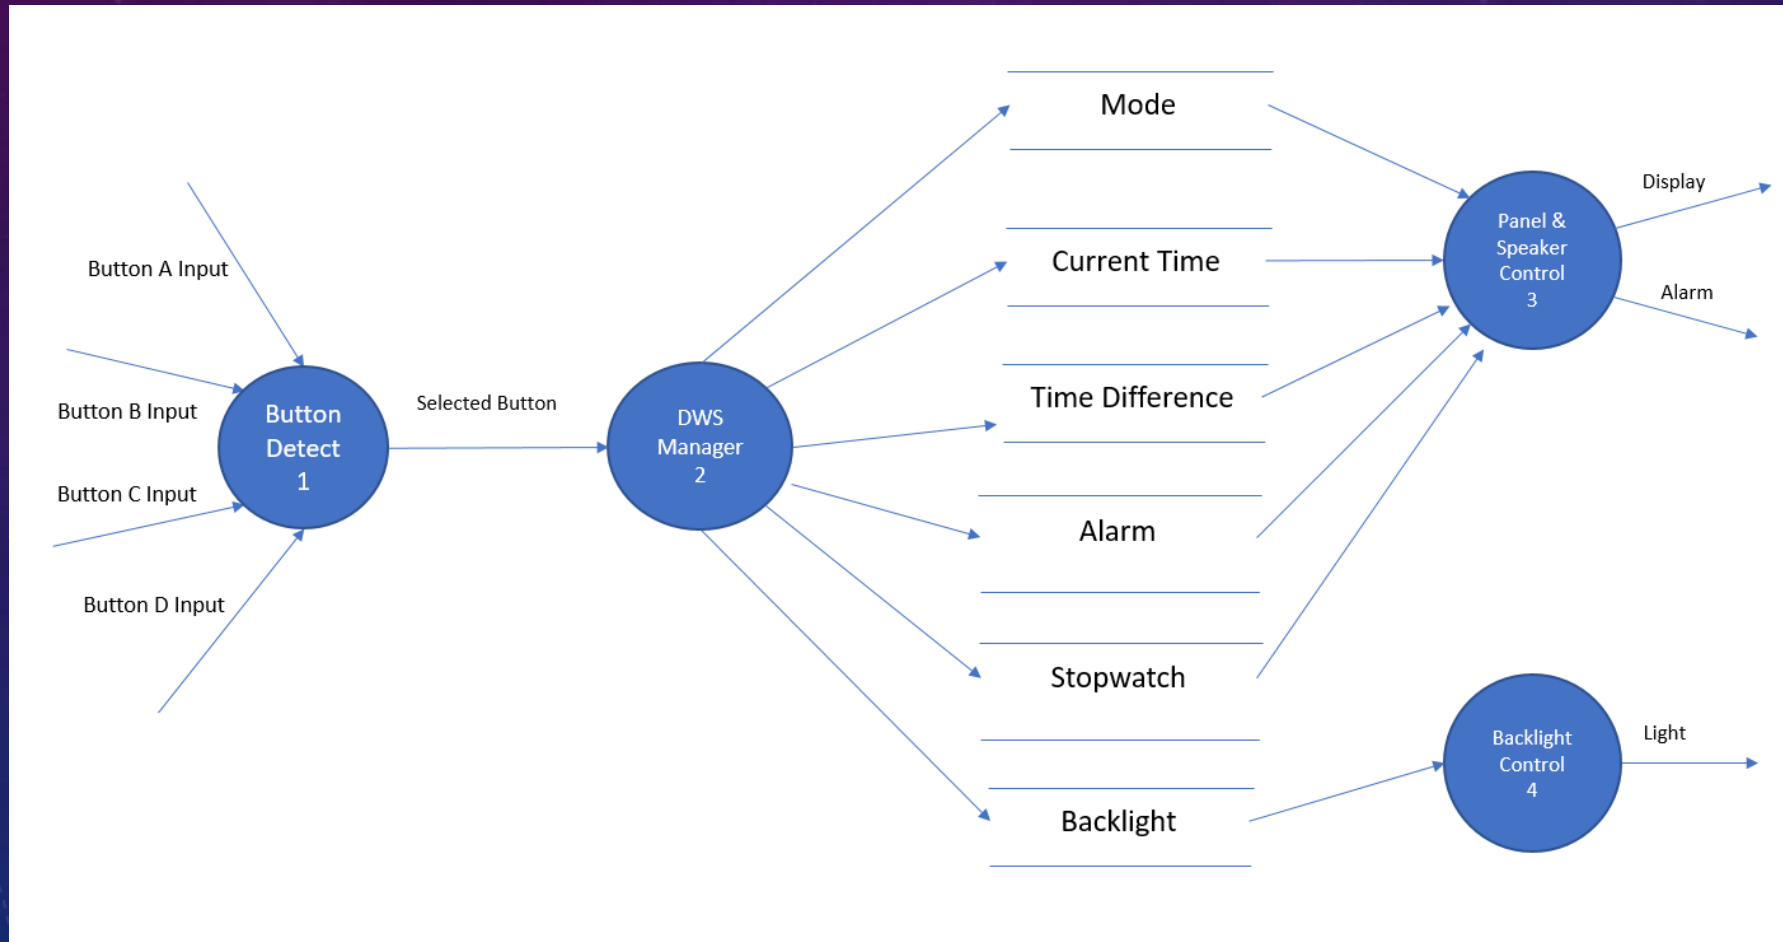 Button A Input
Button B Input
Button C Input
Button D Input
Button
Detect
1
Selected Button
DWS
Manager
2
Mode
Current Time
Time Difference
Alarm
Stopwatch
Backlight
Panel &
Speaker
Control
3
Display
Alarm
Backlight
Control
4
Light